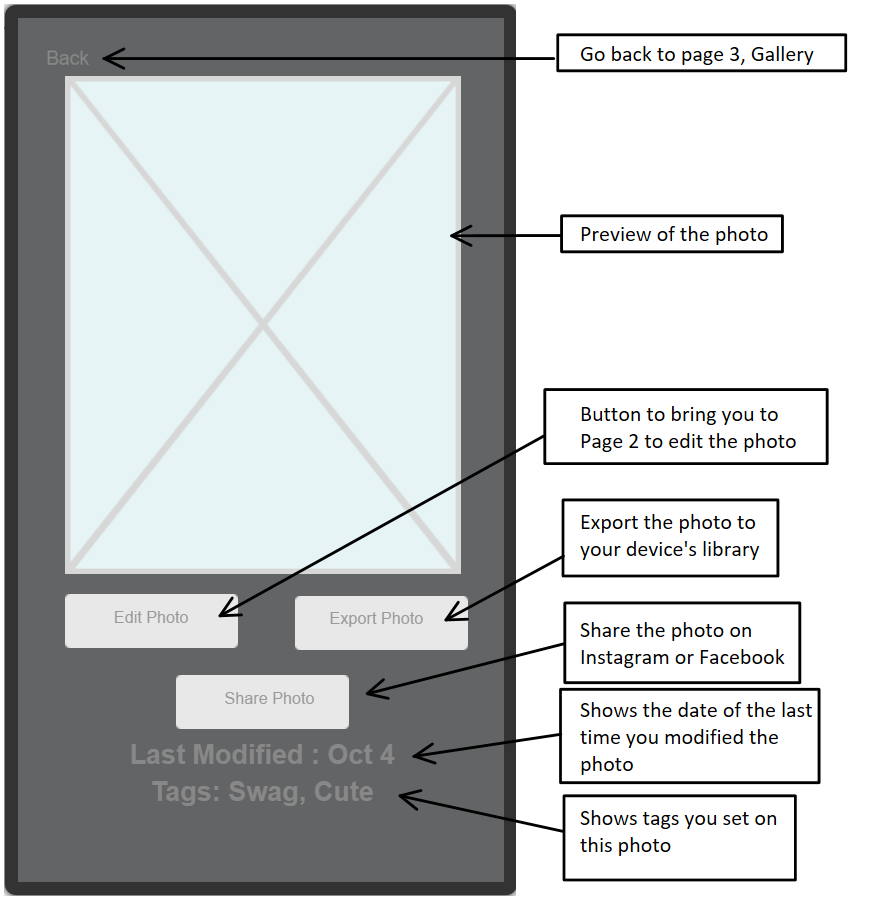 Back
Go back to page 3, Gallery
Preview of the photo
Button to bring you to
Page 2 to edit the photo
Export the photo to
your device's library
Edit Photo
Export Photo
Share the photo on
Instagram or Facebook
Share Photo
Shows the date of the last
time you modified the
photo
Last Modified : Oct 4
Tags: Swag, Cute
Shows tags you set on
this photo